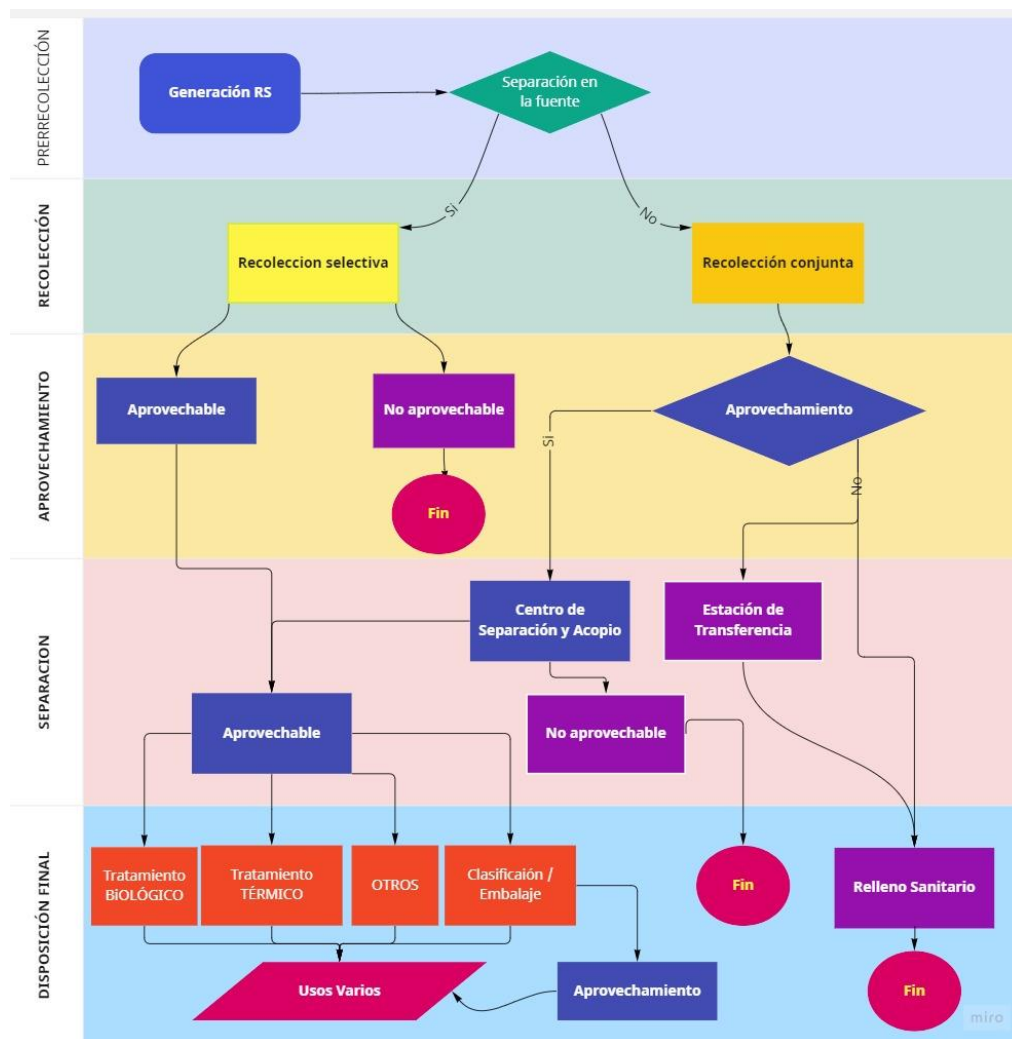 PRERRECOLECCIÓN
Generación RS
Separación en
la fuente
Si
No
RECOLECCIÓN
Recoleccion selectiva
Recolección conjunta
APROVECHAMIENTO
Aprovechable
No aprovechable
Aprovechamiento
Si
No
Fin
SEPARACION
Centro de
Separación y Acopio
Estación de
Transferencia
Aprovechable
No aprovechable
DISPOSICIÓN FINAL
Tratamiento
BiOLÓGICO
Tratamiento
TÉRMICO
OTROS
Clasificaión /
Embalaje
Fin
Relleno Sanitario
Usos Varios
Aprovechamiento
Fin
miro